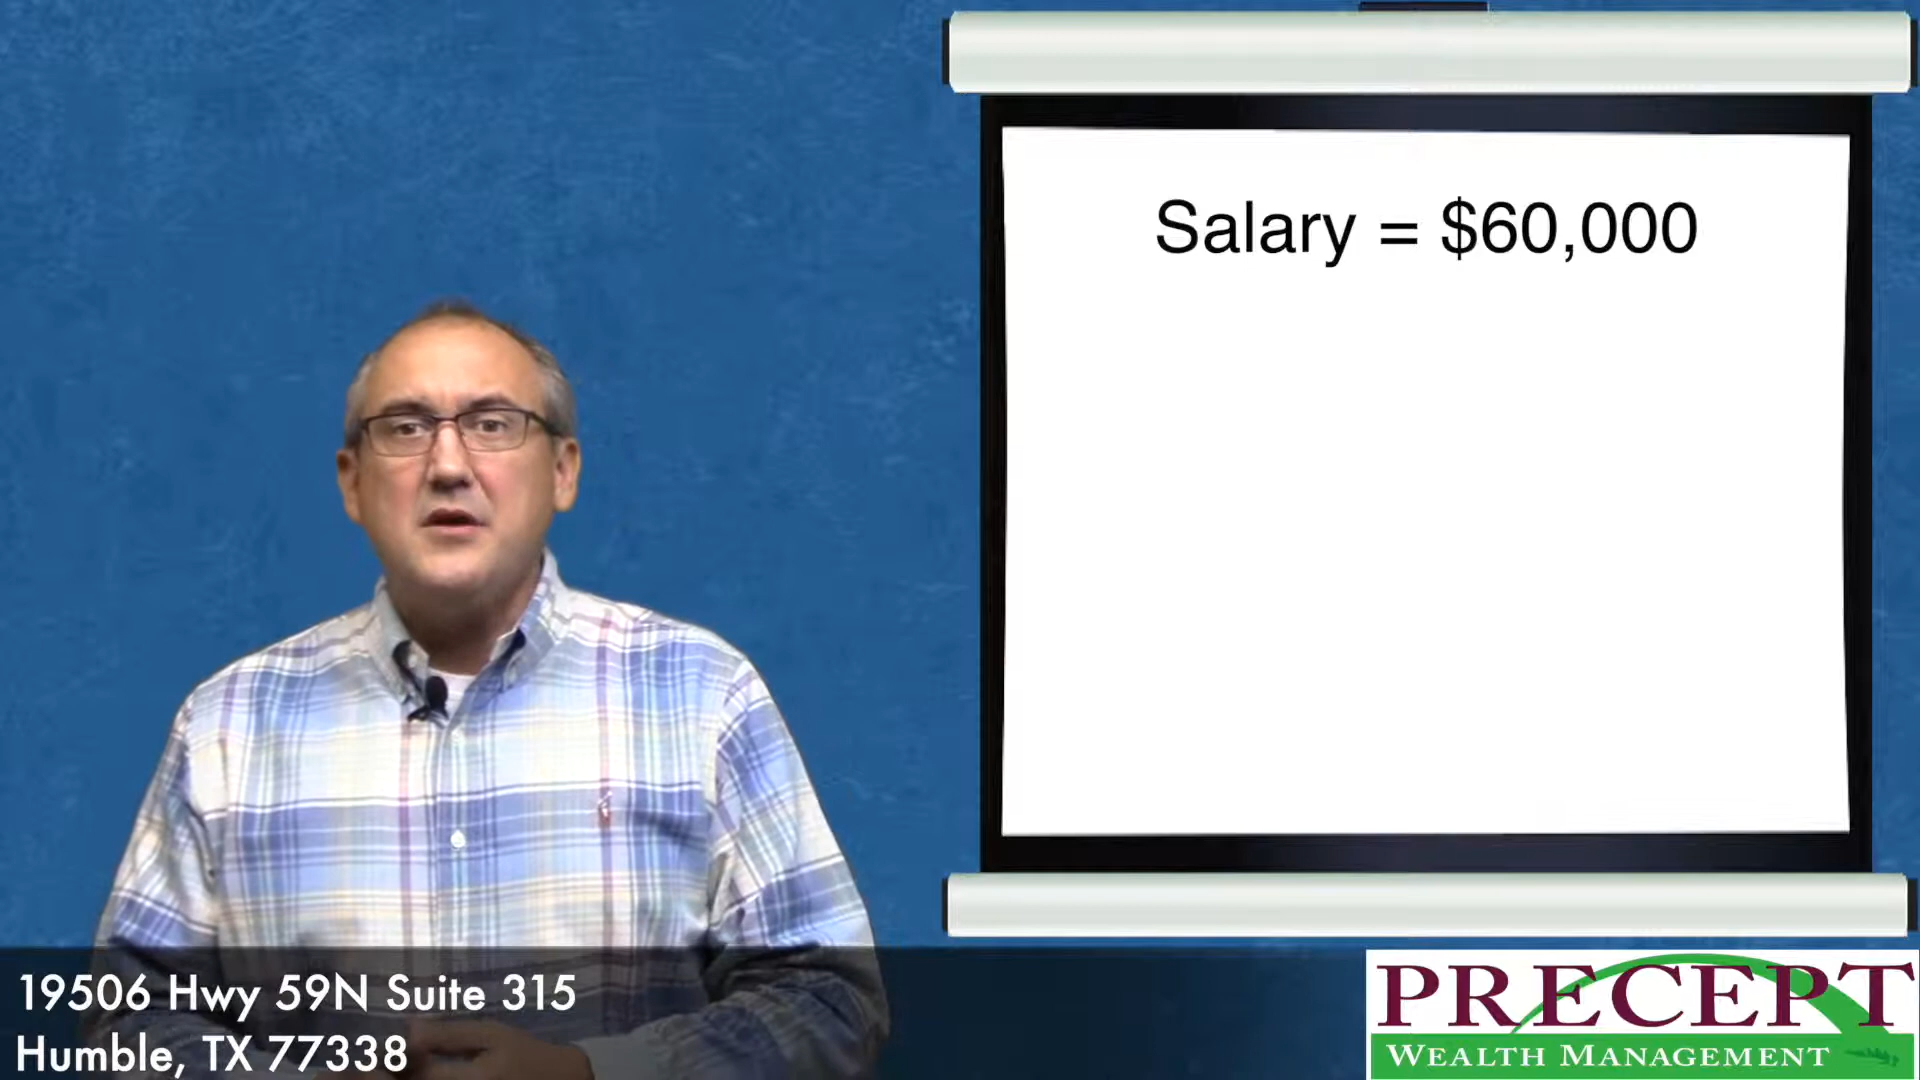 Salary = $60,000
19506 Hwy 59N Suite 315
Humble, TX 77338
PRECEPT
WEALTH MANAGEMENT